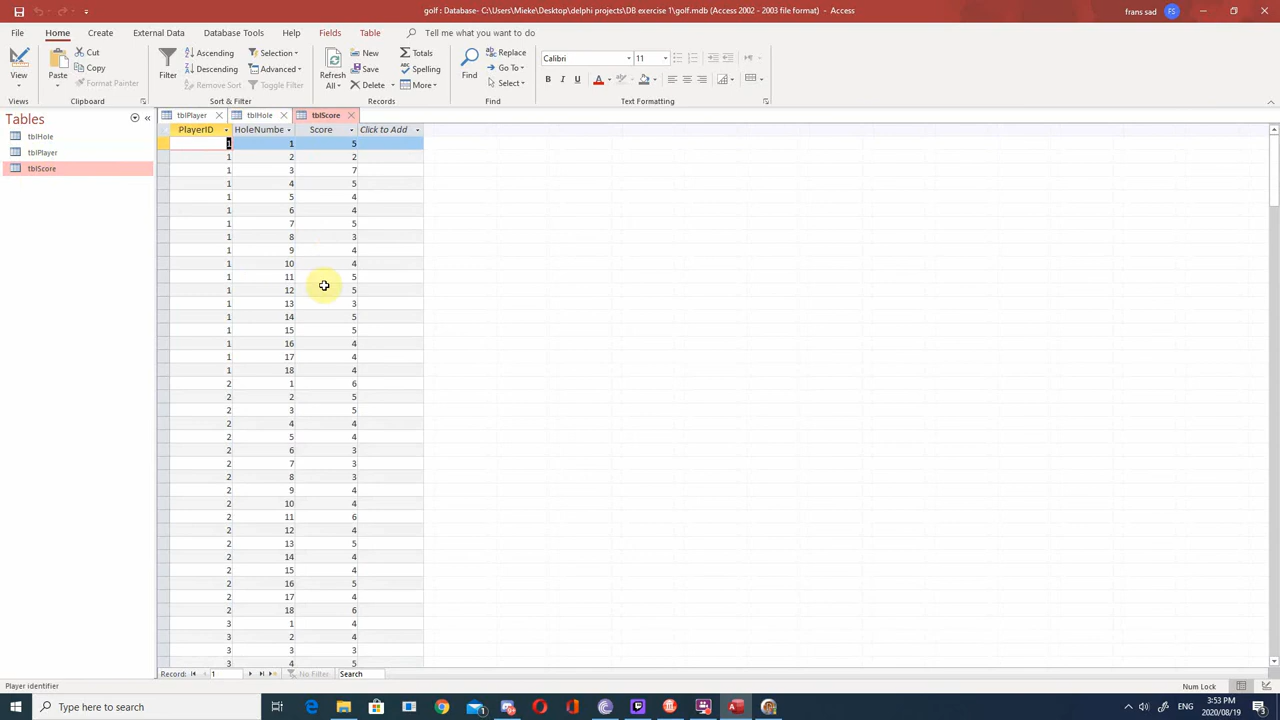 golf : Database- C:\Users\Mieke\Desktop\delphi projects\DB exercise 1\golf.mdb (Access 2002 - 2003 file format) - Access
frans sad FS
File Home Create External Data Database Tools Fields Table Tell me what you want to do
View
Views
Paste
Cut
Copy
Format Painter
Clipboard
Filter
Ascending
Descending
Remove Sort
Selection
Advanced
Toggle Filter
Sort & Filter
Refresh
All
New
Save
Delete
Totals
Spelling
More
Records
Find
Replace
Go To
Select
Find
Calibri 11
B I U A
Text Formatting
Tables
tblHole
tblPlayer
tblScore
tblPlayer tblHole tblScore
PlayerID HoleNumbe Score Click to Add
1 1 5
1 2 2
1 3 7
1 4 5
1 5 4
1 6 4
1 7 5
1 8 3
1 9 4
1 10 4
1 11 5
1 12 5
1 13 3
1 14 5
1 15 5
1 16 4
1 17 4
1 18 4
2 1 6
2 2 5
2 3 5
2 4 4
2 5 4
2 6 3
2 7 3
2 8 3
2 9 4
2 10 4
2 11 6
2 12 4
2 13 5
2 14 4
2 15 4
2 16 5
2 17 4
2 18 6
3 1 4
3 2 4
3 3 3
3 4 5
Record: 1 No Filter Search
Player identifier
Num Lock
Type here to search
ENG
3:53 PM
2020/08/19